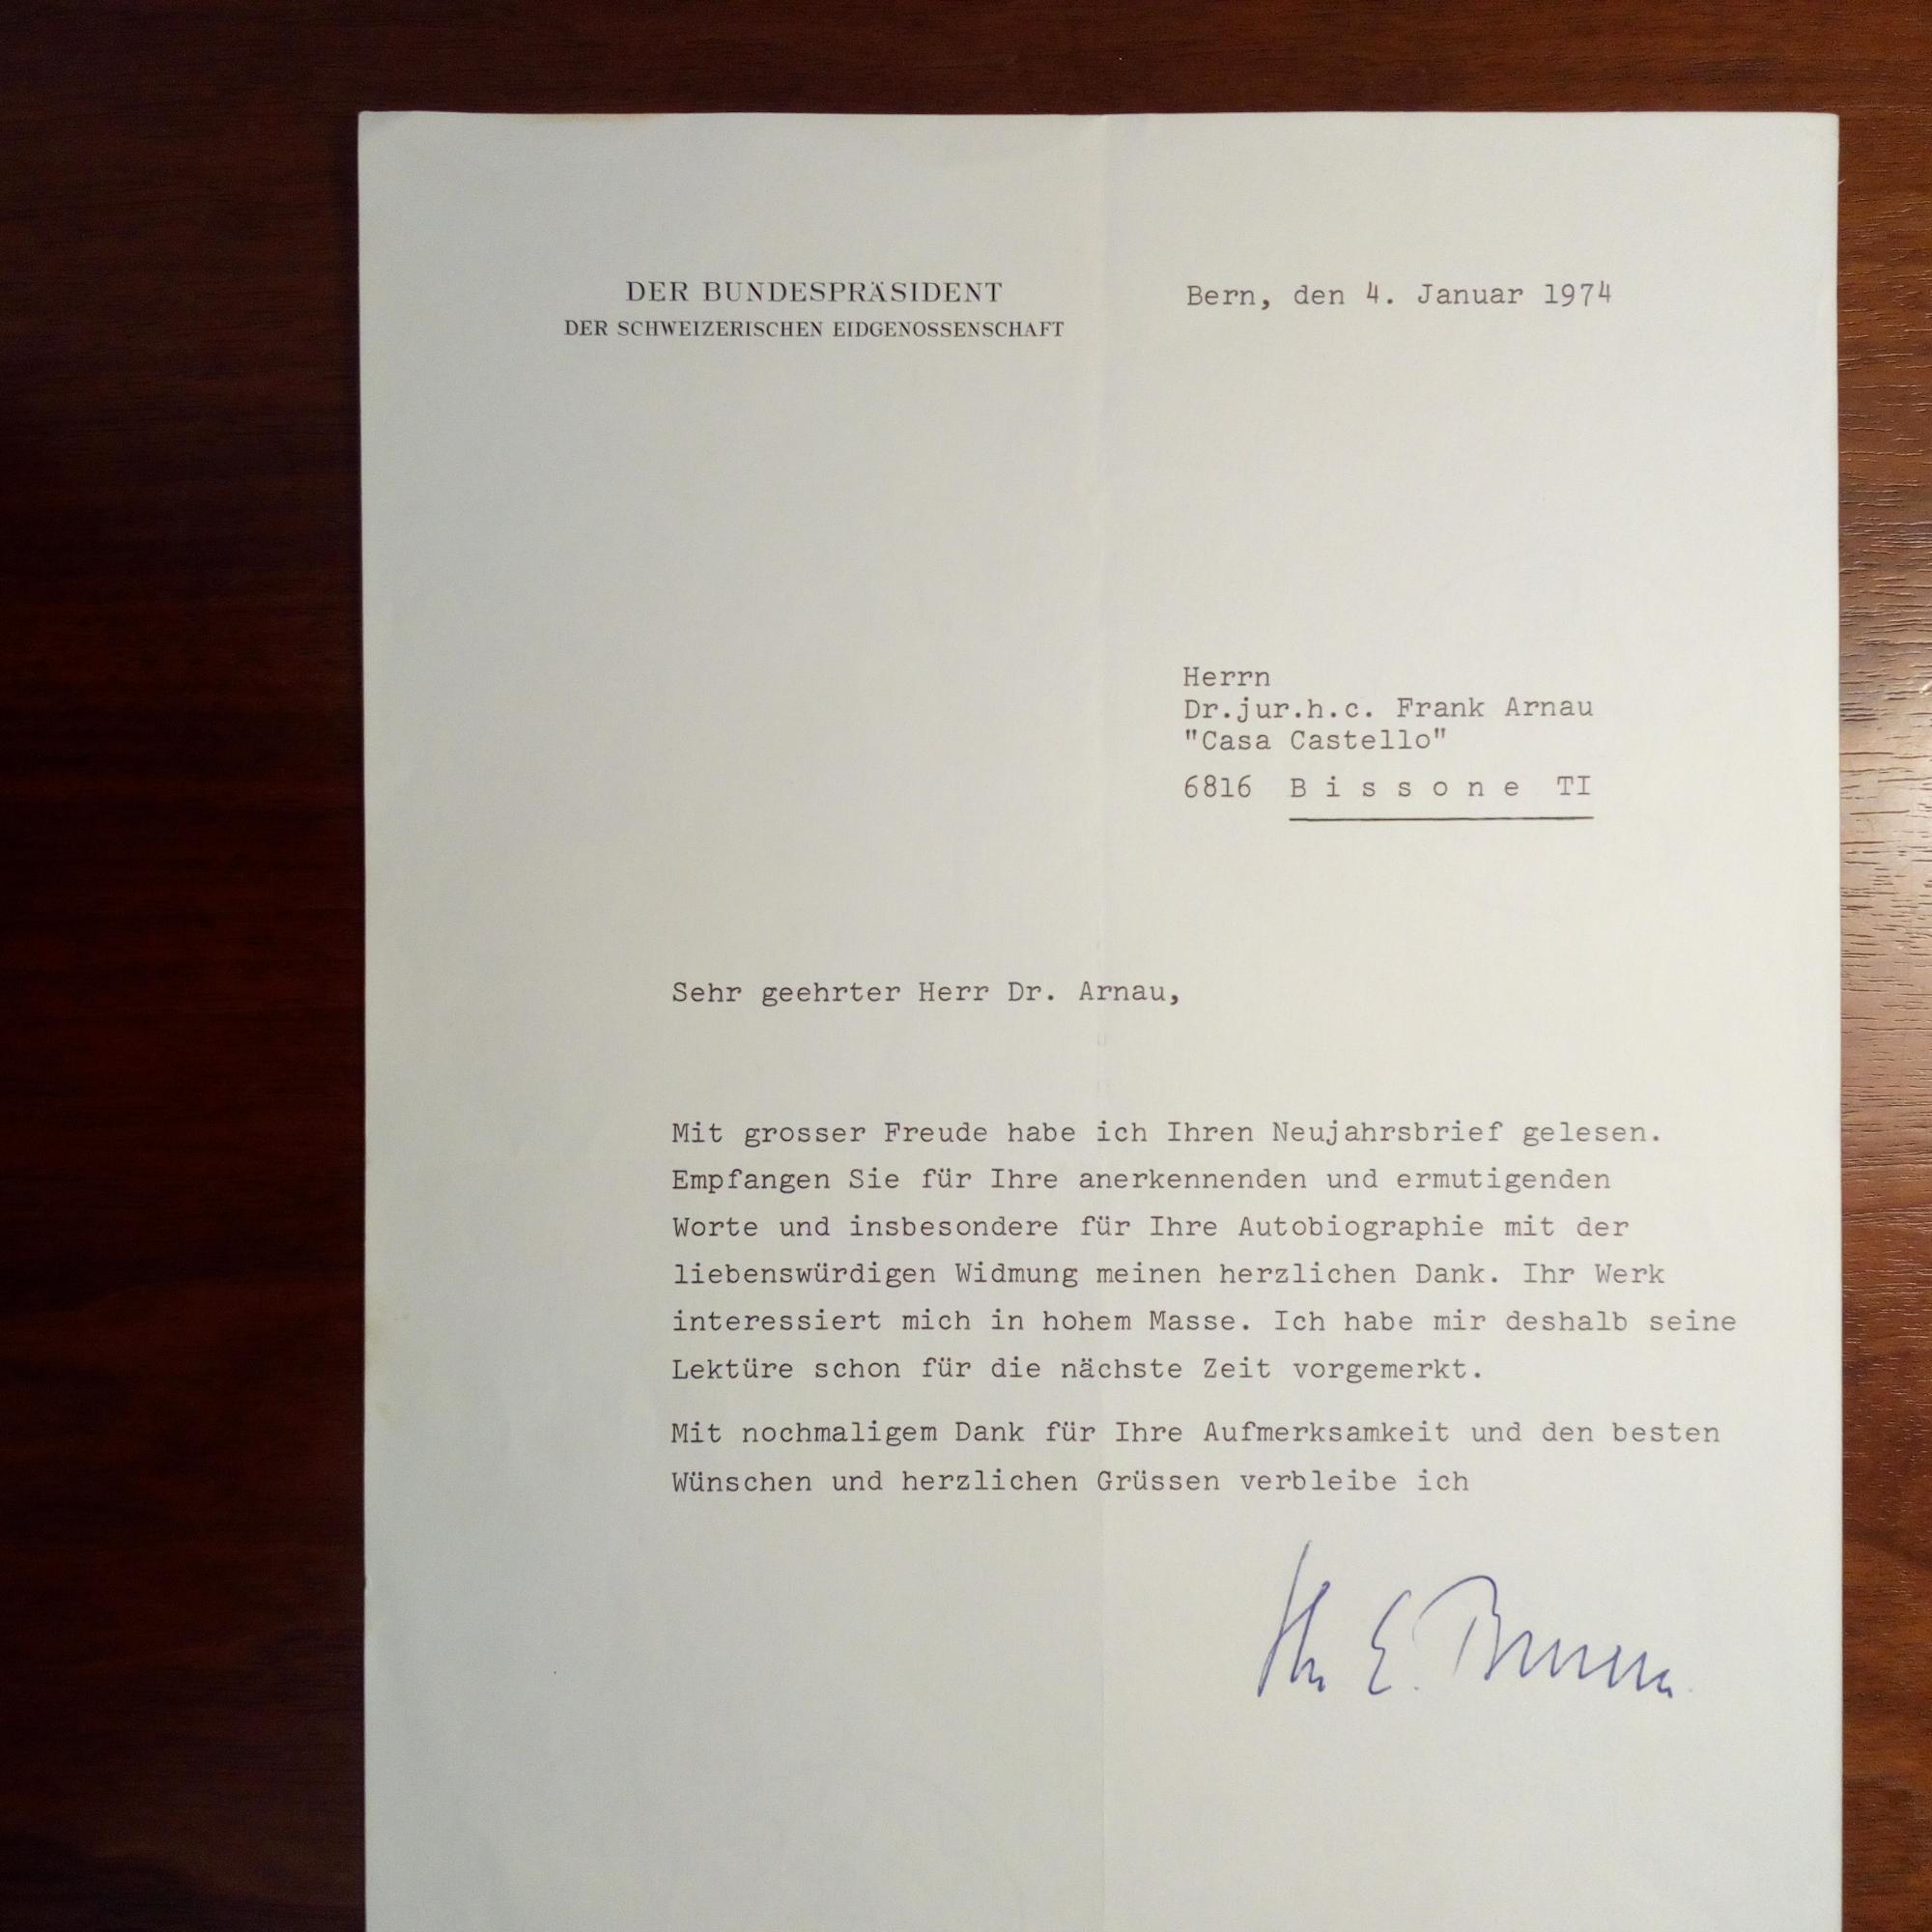 DER BUNDESPRÄSIDENT
DER SCHWEIZERISCHEN EIDGENOSSENSCHAFT
Bern, den 4. Januar 1974
Herrn
Dr.jur.h.c. Frank Arnau
"Casa Castello"
6816 B i s s o n e TI
Sehr geehrter Herr Dr. Arnau,
Mit grosser Freude habe ich Ihren Neujahrsbrief gelesen.
Empfangen Sie für Ihre anerkennenden und ermutigenden
Worte und insbesondere für Ihre Autobiographie mit der
liebenswürdigen Widmung meinen herzlichen Dank. Ihr Werk
interessiert mich in hohem Masse. Ich habe mir deshalb seine
Lektüre schon für die nächste Zeit vorgemerkt.
Mit nochmaligem Dank für Ihre Aufmerksamkeit und den besten
Wünschen und herzlichen Grüssen verbleibe ich
Ihr E. Brugger